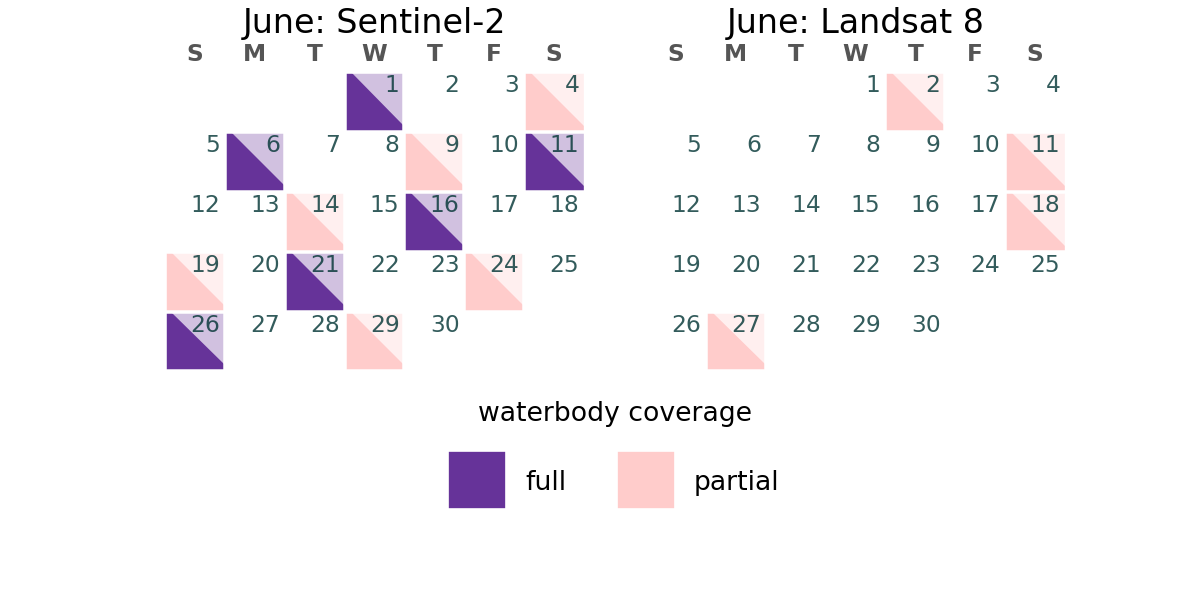 June: Sentinel-2
S M T W T F S
1 2 3 4
5 6 7 8 9 10 11
12 13 14 15 16 17 18
19 20 21 22 23 24 25
26 27 28 29 30
June: Landsat 8
S M T W T F S
1 2 3 4
5 6 7 8 9 10 11
12 13 14 15 16 17 18
19 20 21 22 23 24 25
26 27 28 29 30
waterbody coverage
full partial